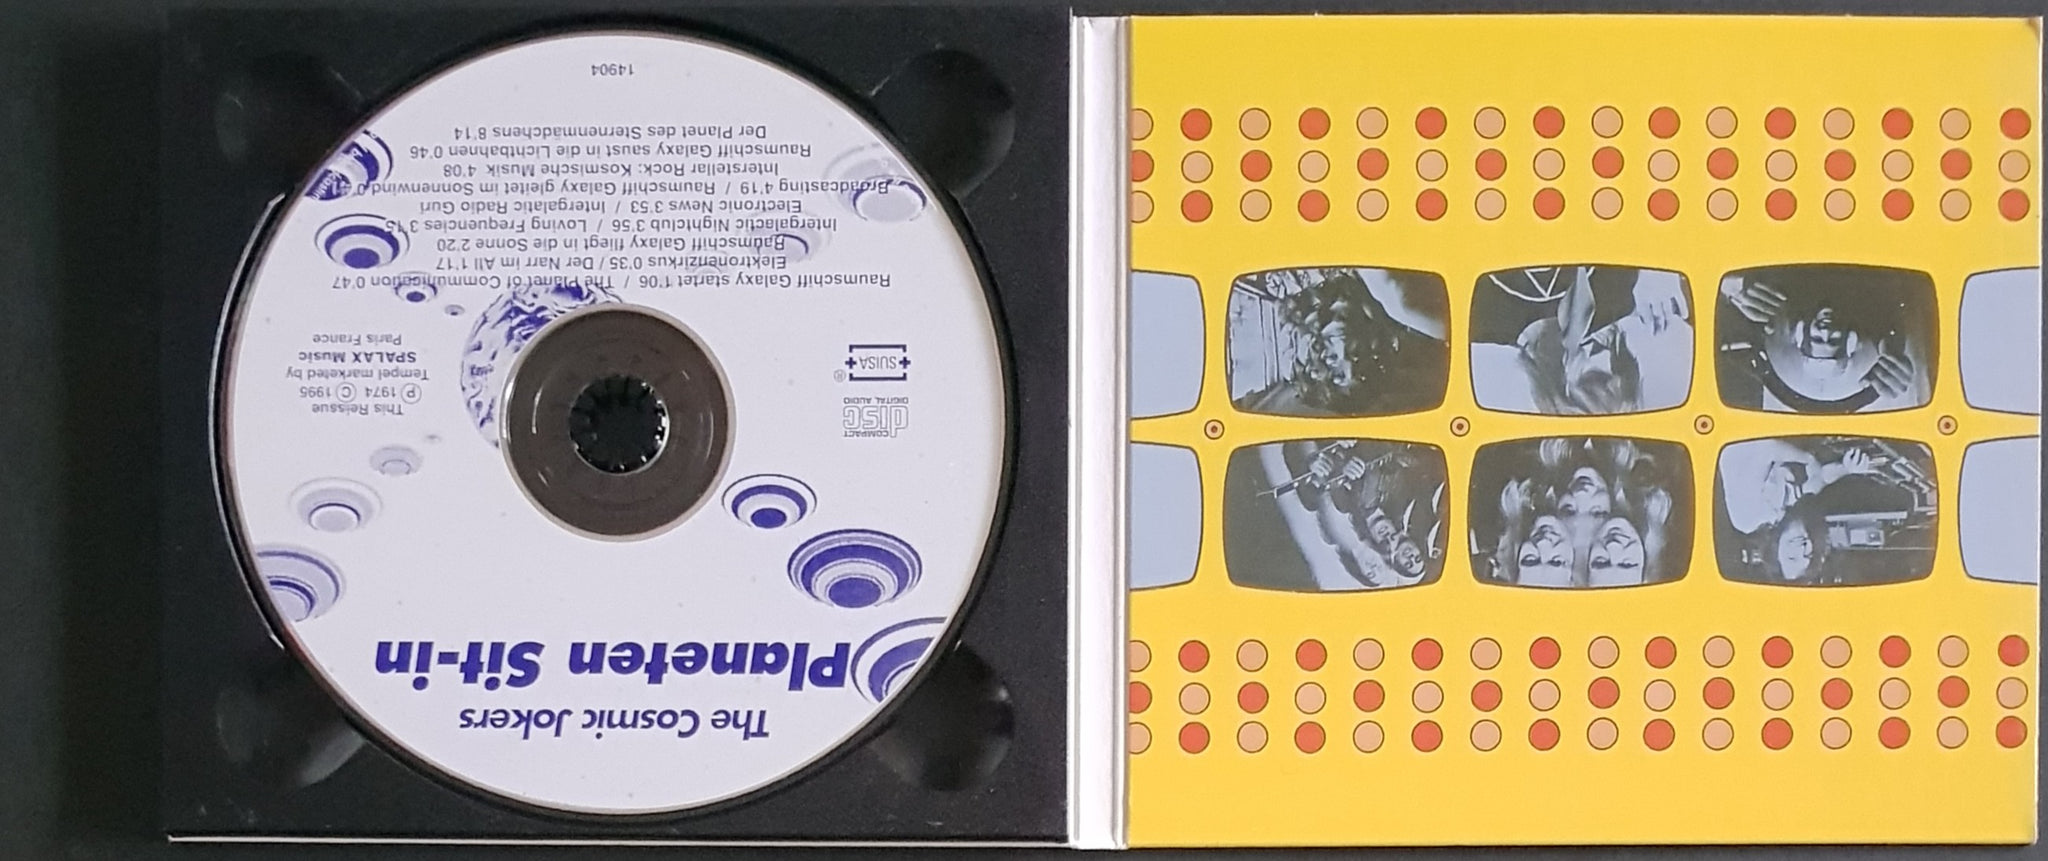 The Cosmic Jokers
Planeten Sit-in
COMPACT
disc
DIGITAL AUDIO
SUISA
®
This Reissue
Ⓟ 1974 Ⓒ 1995
Tempel marketed by
SPALAX Music
Paris France
Raumschiff Galaxy startet 1'06 / The Planet of Communication 0'47
Elektronenzirkus 0'35 / Der Narr im All 1'17
Raumschiff Galaxy fliegt in die Sonne 2'20
Intergalactic Nightclub 3'56 / Loving Frequencies 3'15
Electronic News 3'53 / Intergalatic Radio Guri
Broadcasting 4'19 / Raumschiff Galaxy gleitet im Sonnenwind
Interstellar Rock: Kosmische Musik 4'08
Raumschiff Galaxy saust in die Lichtbahnen 0'46
Der Planet des Sternenmädchens 8'14
14904